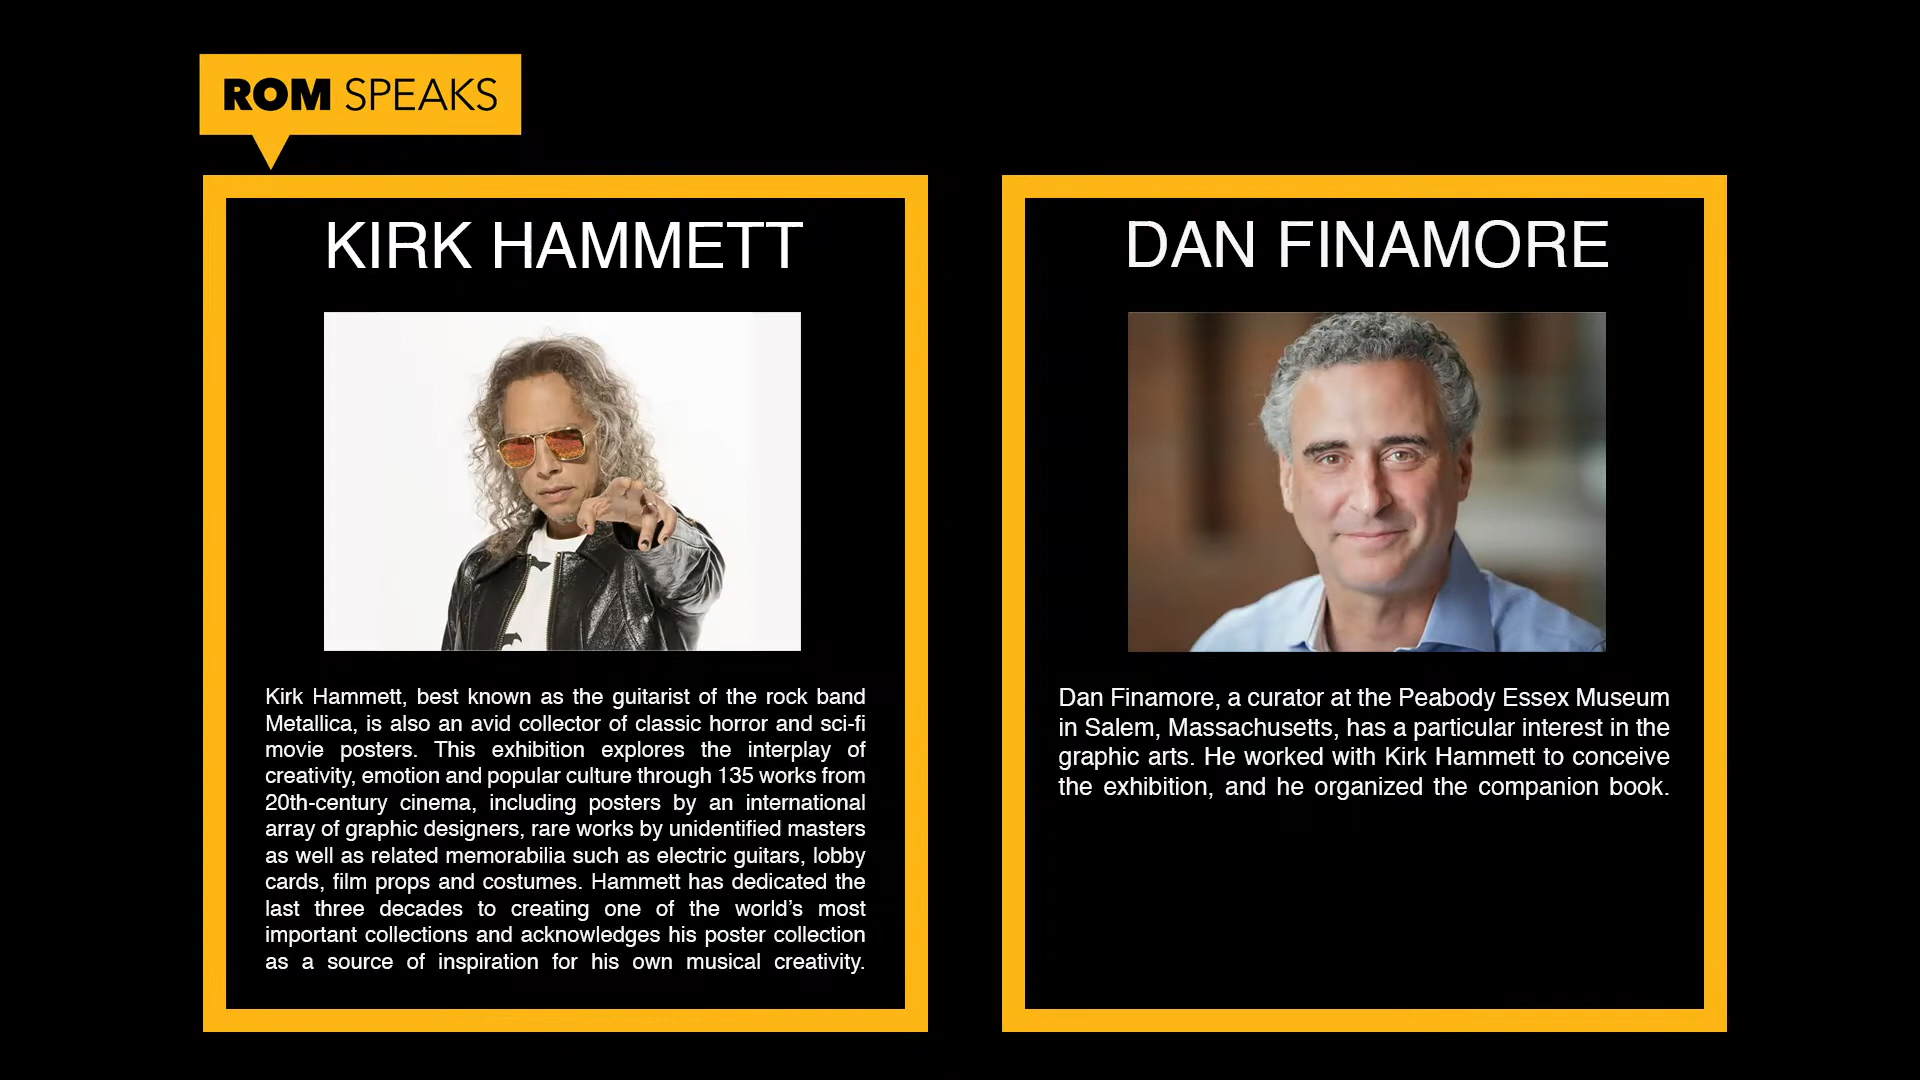 ROM SPEAKS
KIRK HAMMETT
Kirk Hammett, best known as the guitarist of the rock band
Metallica, is also an avid collector of classic horror and sci-fi
movie posters. This exhibition explores the interplay of
creativity, emotion and popular culture through 135 works from
20th-century cinema, including posters by an international
array of graphic designers, rare works by unidentified masters
as well as related memorabilia such as electric guitars, lobby
cards, film props and costumes. Hammett has dedicated the
last three decades to creating one of the world’s most
important collections and acknowledges his poster collection
as a source of inspiration for his own musical creativity.
DAN FINAMORE
Dan Finamore, a curator at the Peabody Essex Museum
in Salem, Massachusetts, has a particular interest in the
graphic arts. He worked with Kirk Hammett to conceive
the exhibition, and he organized the companion book.